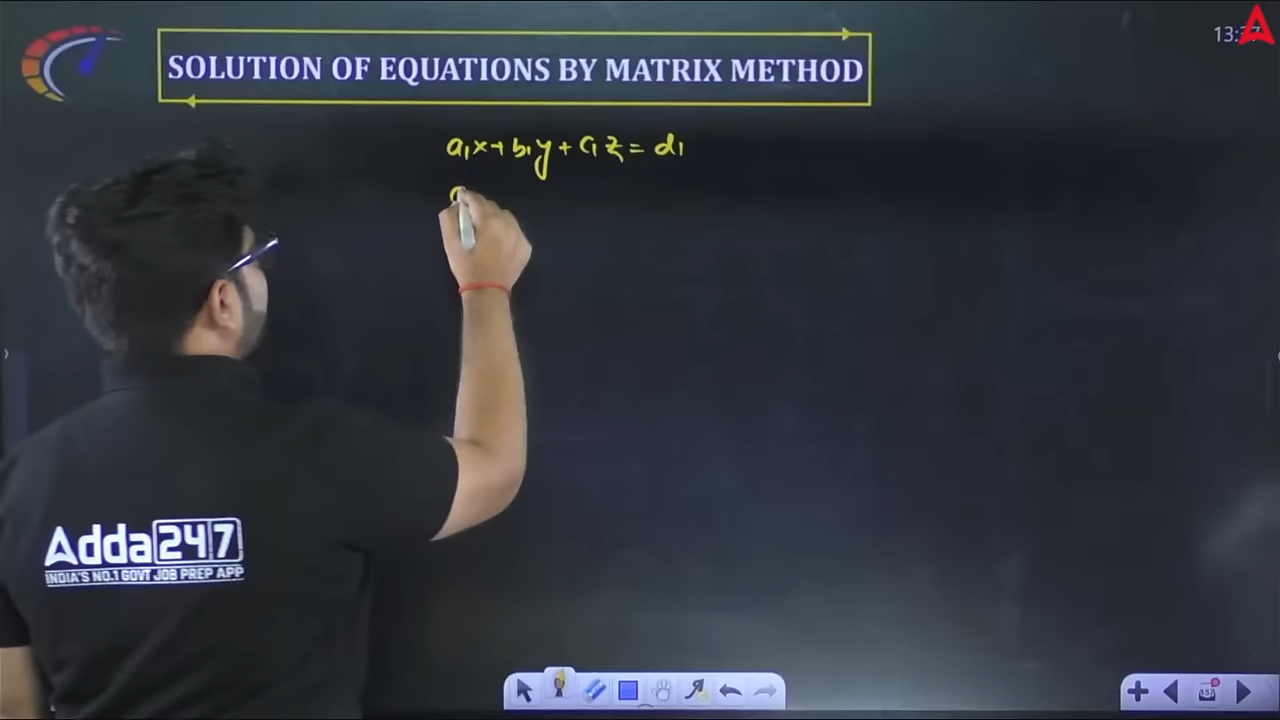 SOLUTION OF EQUATIONS BY MATRIX METHOD
a₁x + b₁y + c₁z = d₁
Adda247
INDIA'S NO.1 GOVT JOB PREP APP